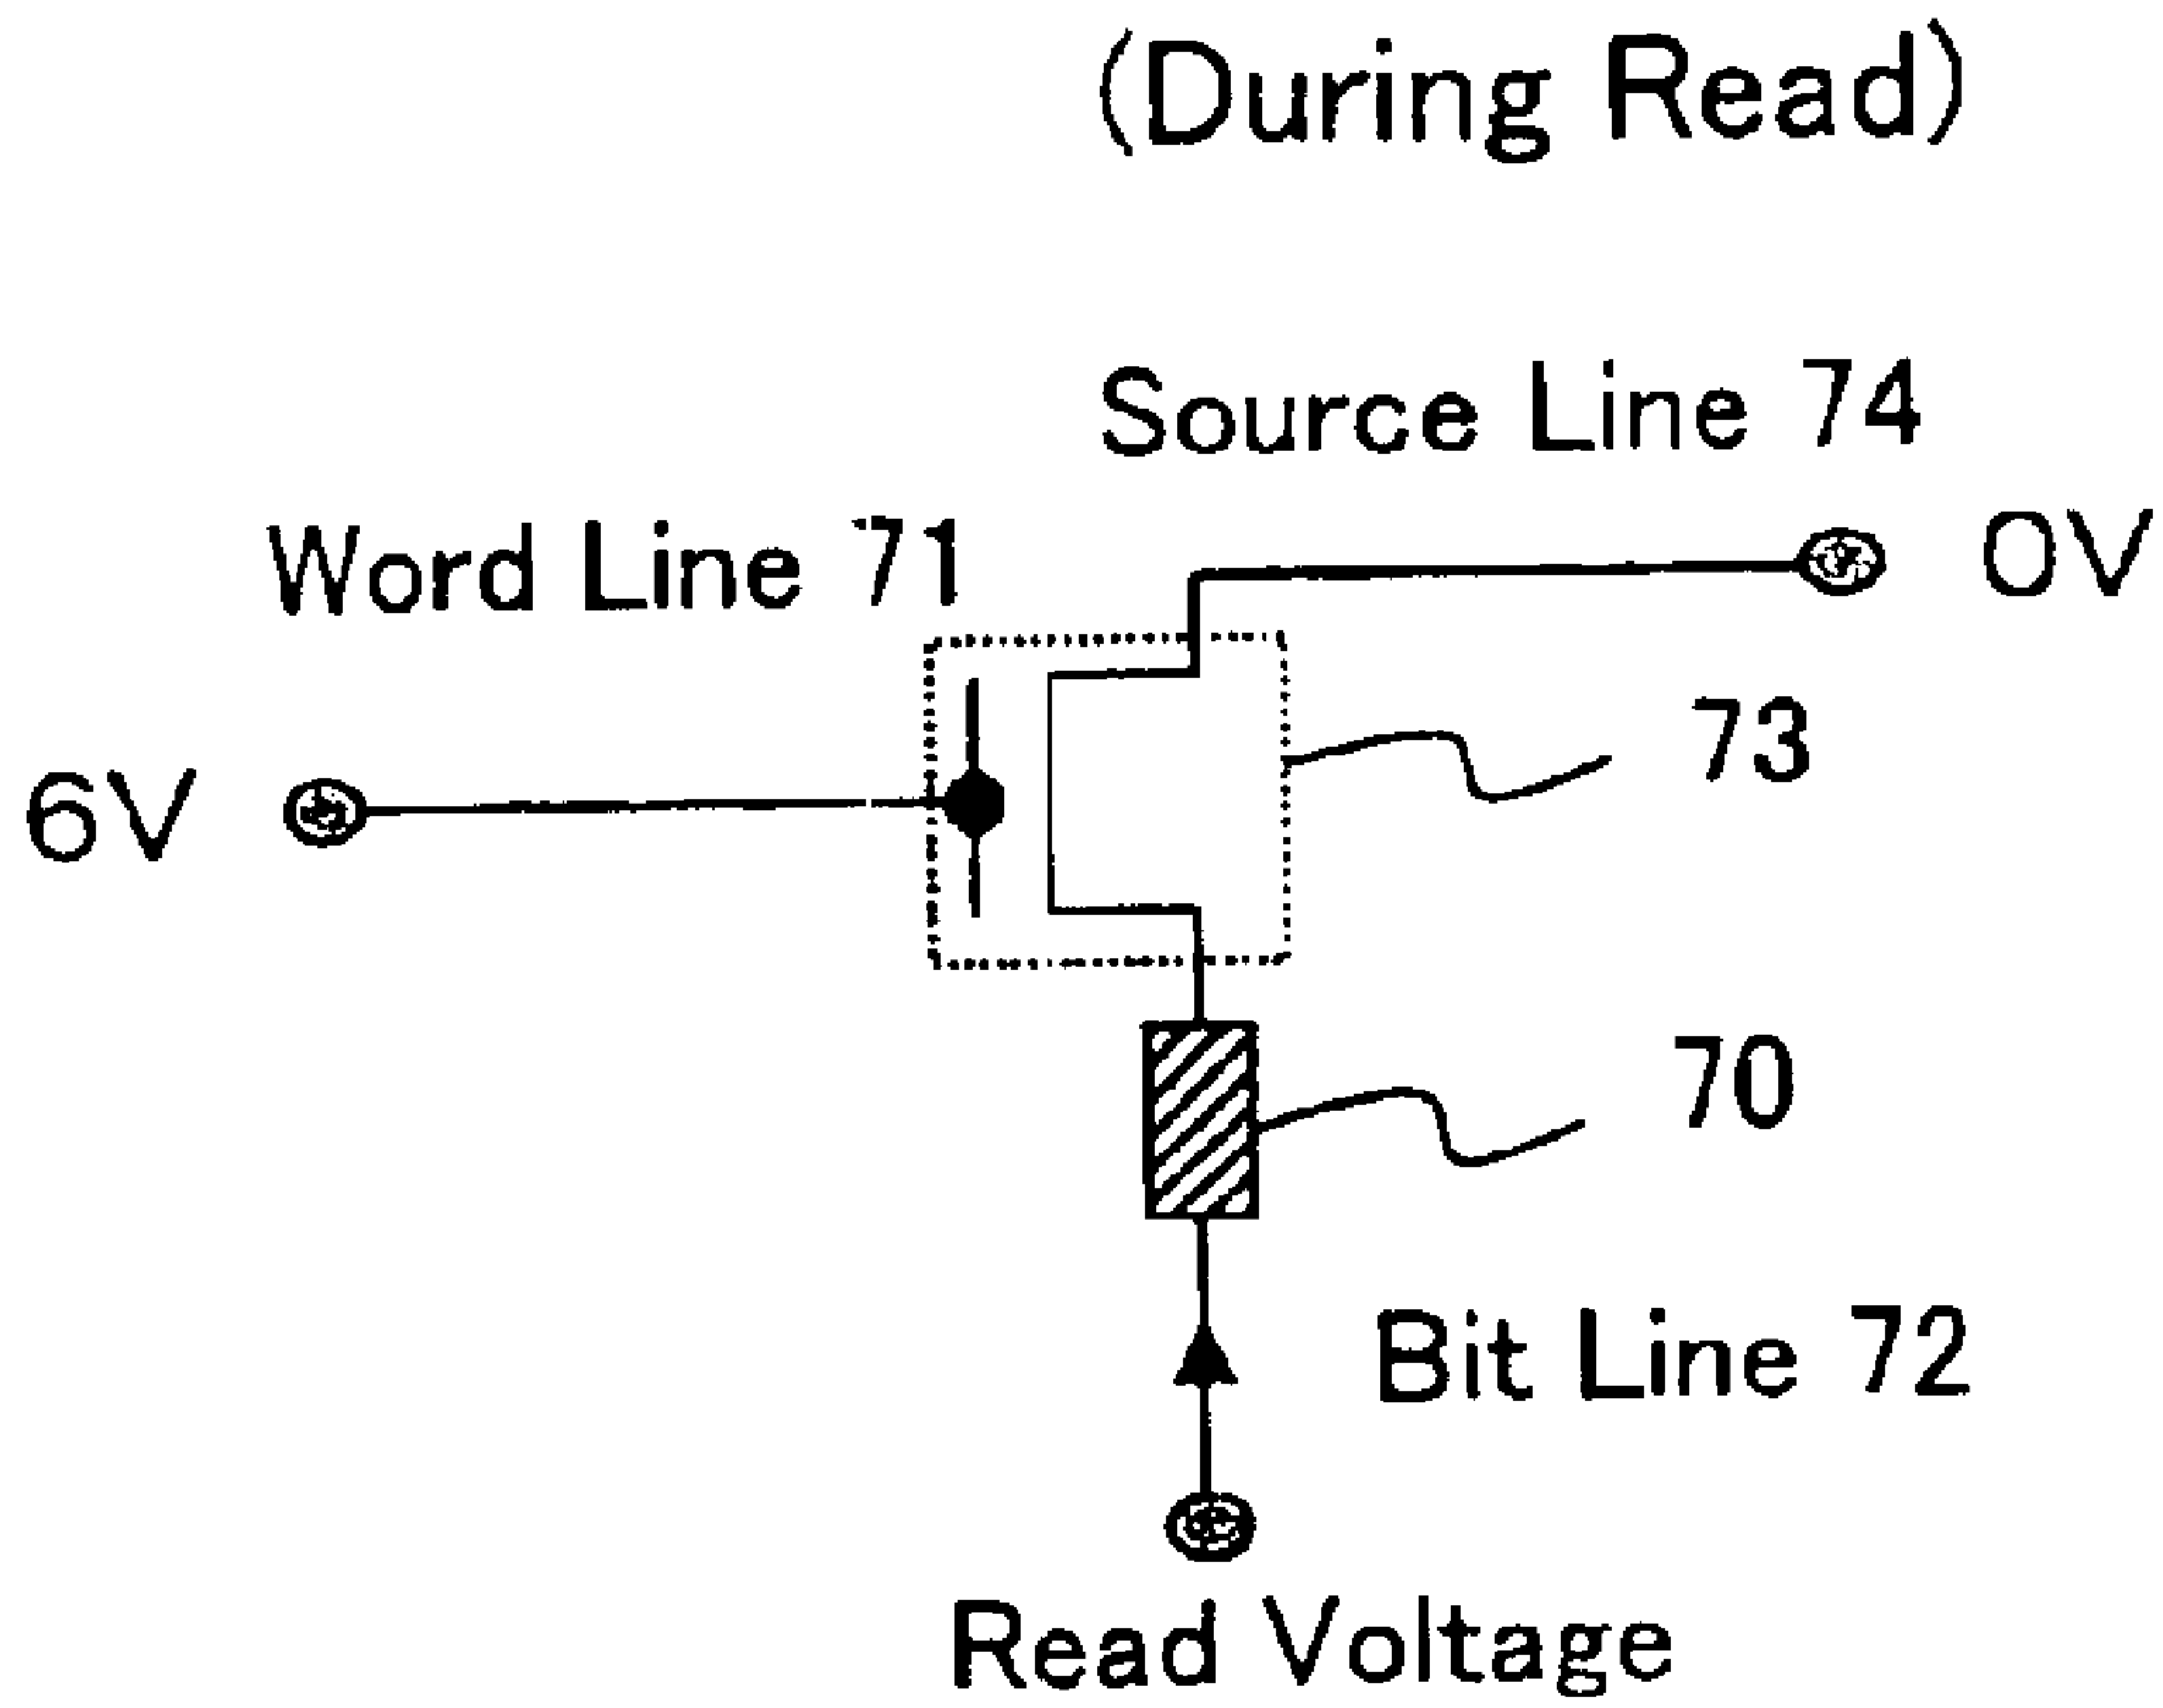 (During Read)
Source Line 74
Word Line 71
0V
73
6V
70
Bit Line 72
Read Voltage